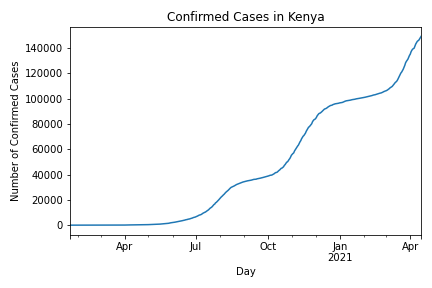 Confirmed Cases in Kenya
140000
120000
100000
80000
60000
40000
20000
0
Number of Confirmed Cases
Apr Jul Oct Jan Apr
2021
Day